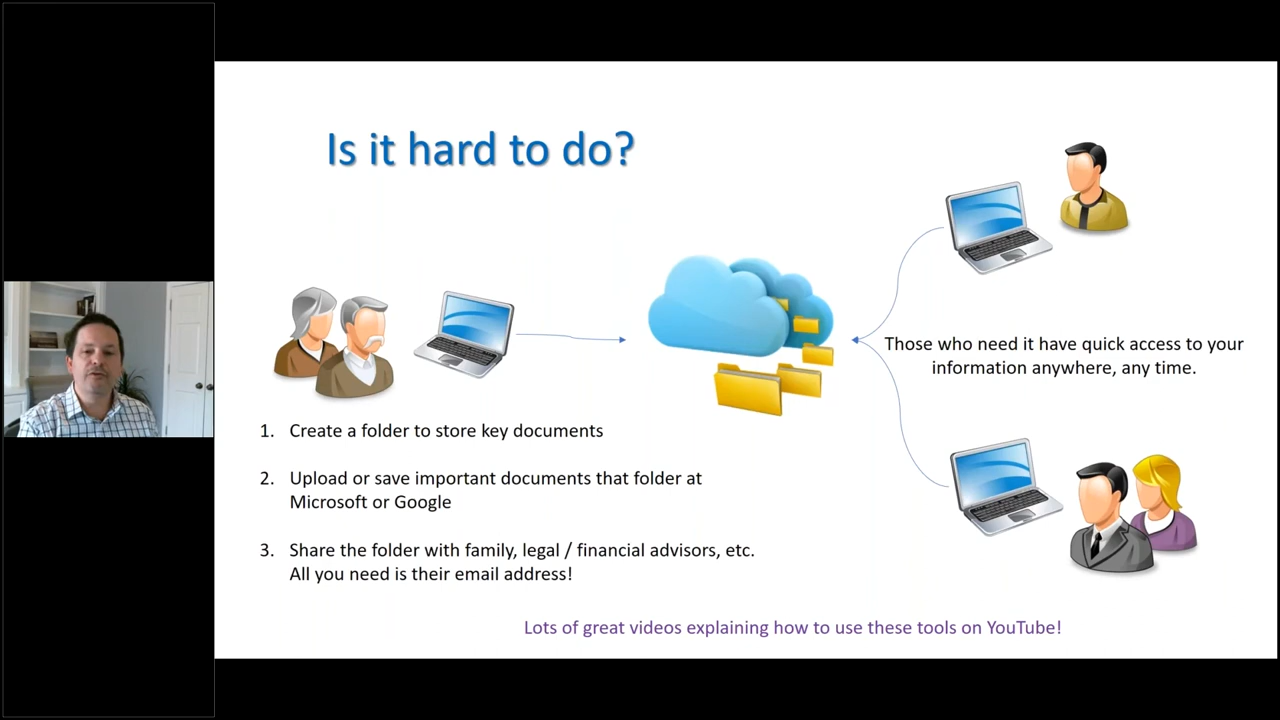 Is it hard to do?
Those who need it have quick access to your
information anywhere, any time.
1. Create a folder to store key documents
2. Upload or save important documents that folder at
Microsoft or Google
3. Share the folder with family, legal / financial advisors, etc.
All you need is their email address!
Lots of great videos explaining how to use these tools on YouTube!